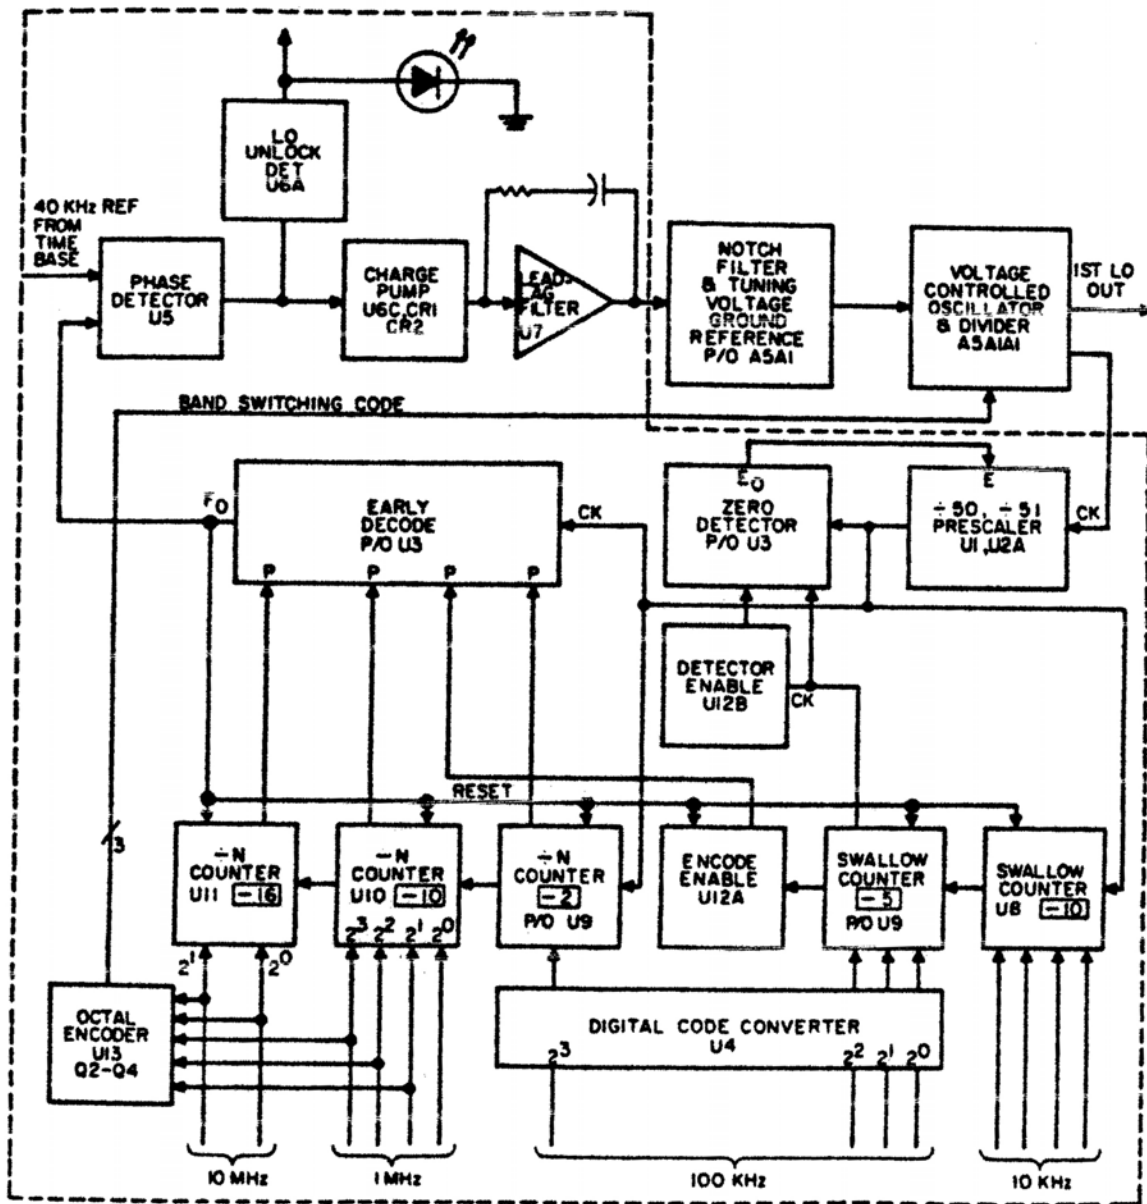 LO
UNLOCK
DET
U6A
40 KHz REF
FROM
TIME
BASE
PHASE
DETECTOR
U5
CHARGE
PUMP
U6C,CR1
CR2
LEAD-
LAG
FILTER
U7
NOTCH
FILTER
& TUNING
VOLTAGE
GROUND
REFERENCE
P/O A5A1
VOLTAGE
CONTROLLED
OSCILLATOR
& DIVIDER
A5A1A1
1ST LO
OUT
BAND SWITCHING CODE
F0
EARLY
DECODE
P/O U3
P P P P
CK
E0
ZERO
DETECTOR
P/O U3
E
÷50, ÷51
PRESCALER
U1,U2A
CK
DETECTOR
ENABLE
U12B
CK
RESET
3
÷N
COUNTER
U11 -16
21 20
-N
COUNTER
U10 -10
23 22 21 20
÷N
COUNTER
-2
P/O U9
ENCODE
ENABLE
U12A
SWALLOW
COUNTER
-5
P/O U9
SWALLOW
COUNTER
U8 -10
OCTAL
ENCODER
U13
Q2-Q4
DIGITAL CODE CONVERTER
U4
23 22 21 20
10 MHz
1 MHz
100 KHz
10 KHz